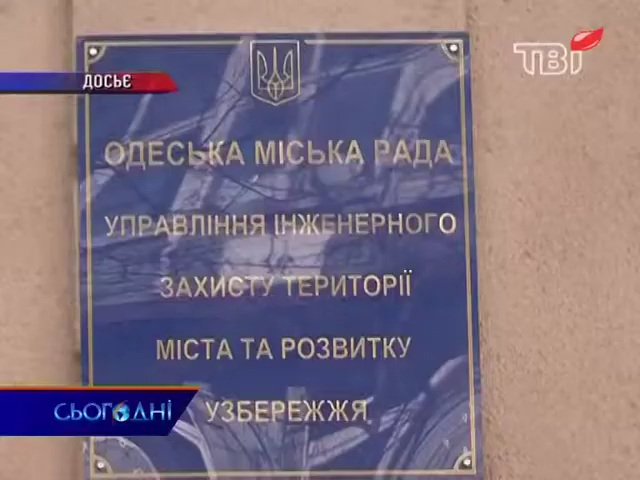 ТВі
ДОСЬЄ
ОДЕСЬКА МІСЬКА РАДА
УПРАВЛІННЯ ІНЖЕНЕРНОГО
ЗАХИСТУ ТЕРИТОРІЇ
МІСТА ТА РОЗВИТКУ
УЗБЕРЕЖЖЯ
СЬОГОДНІ